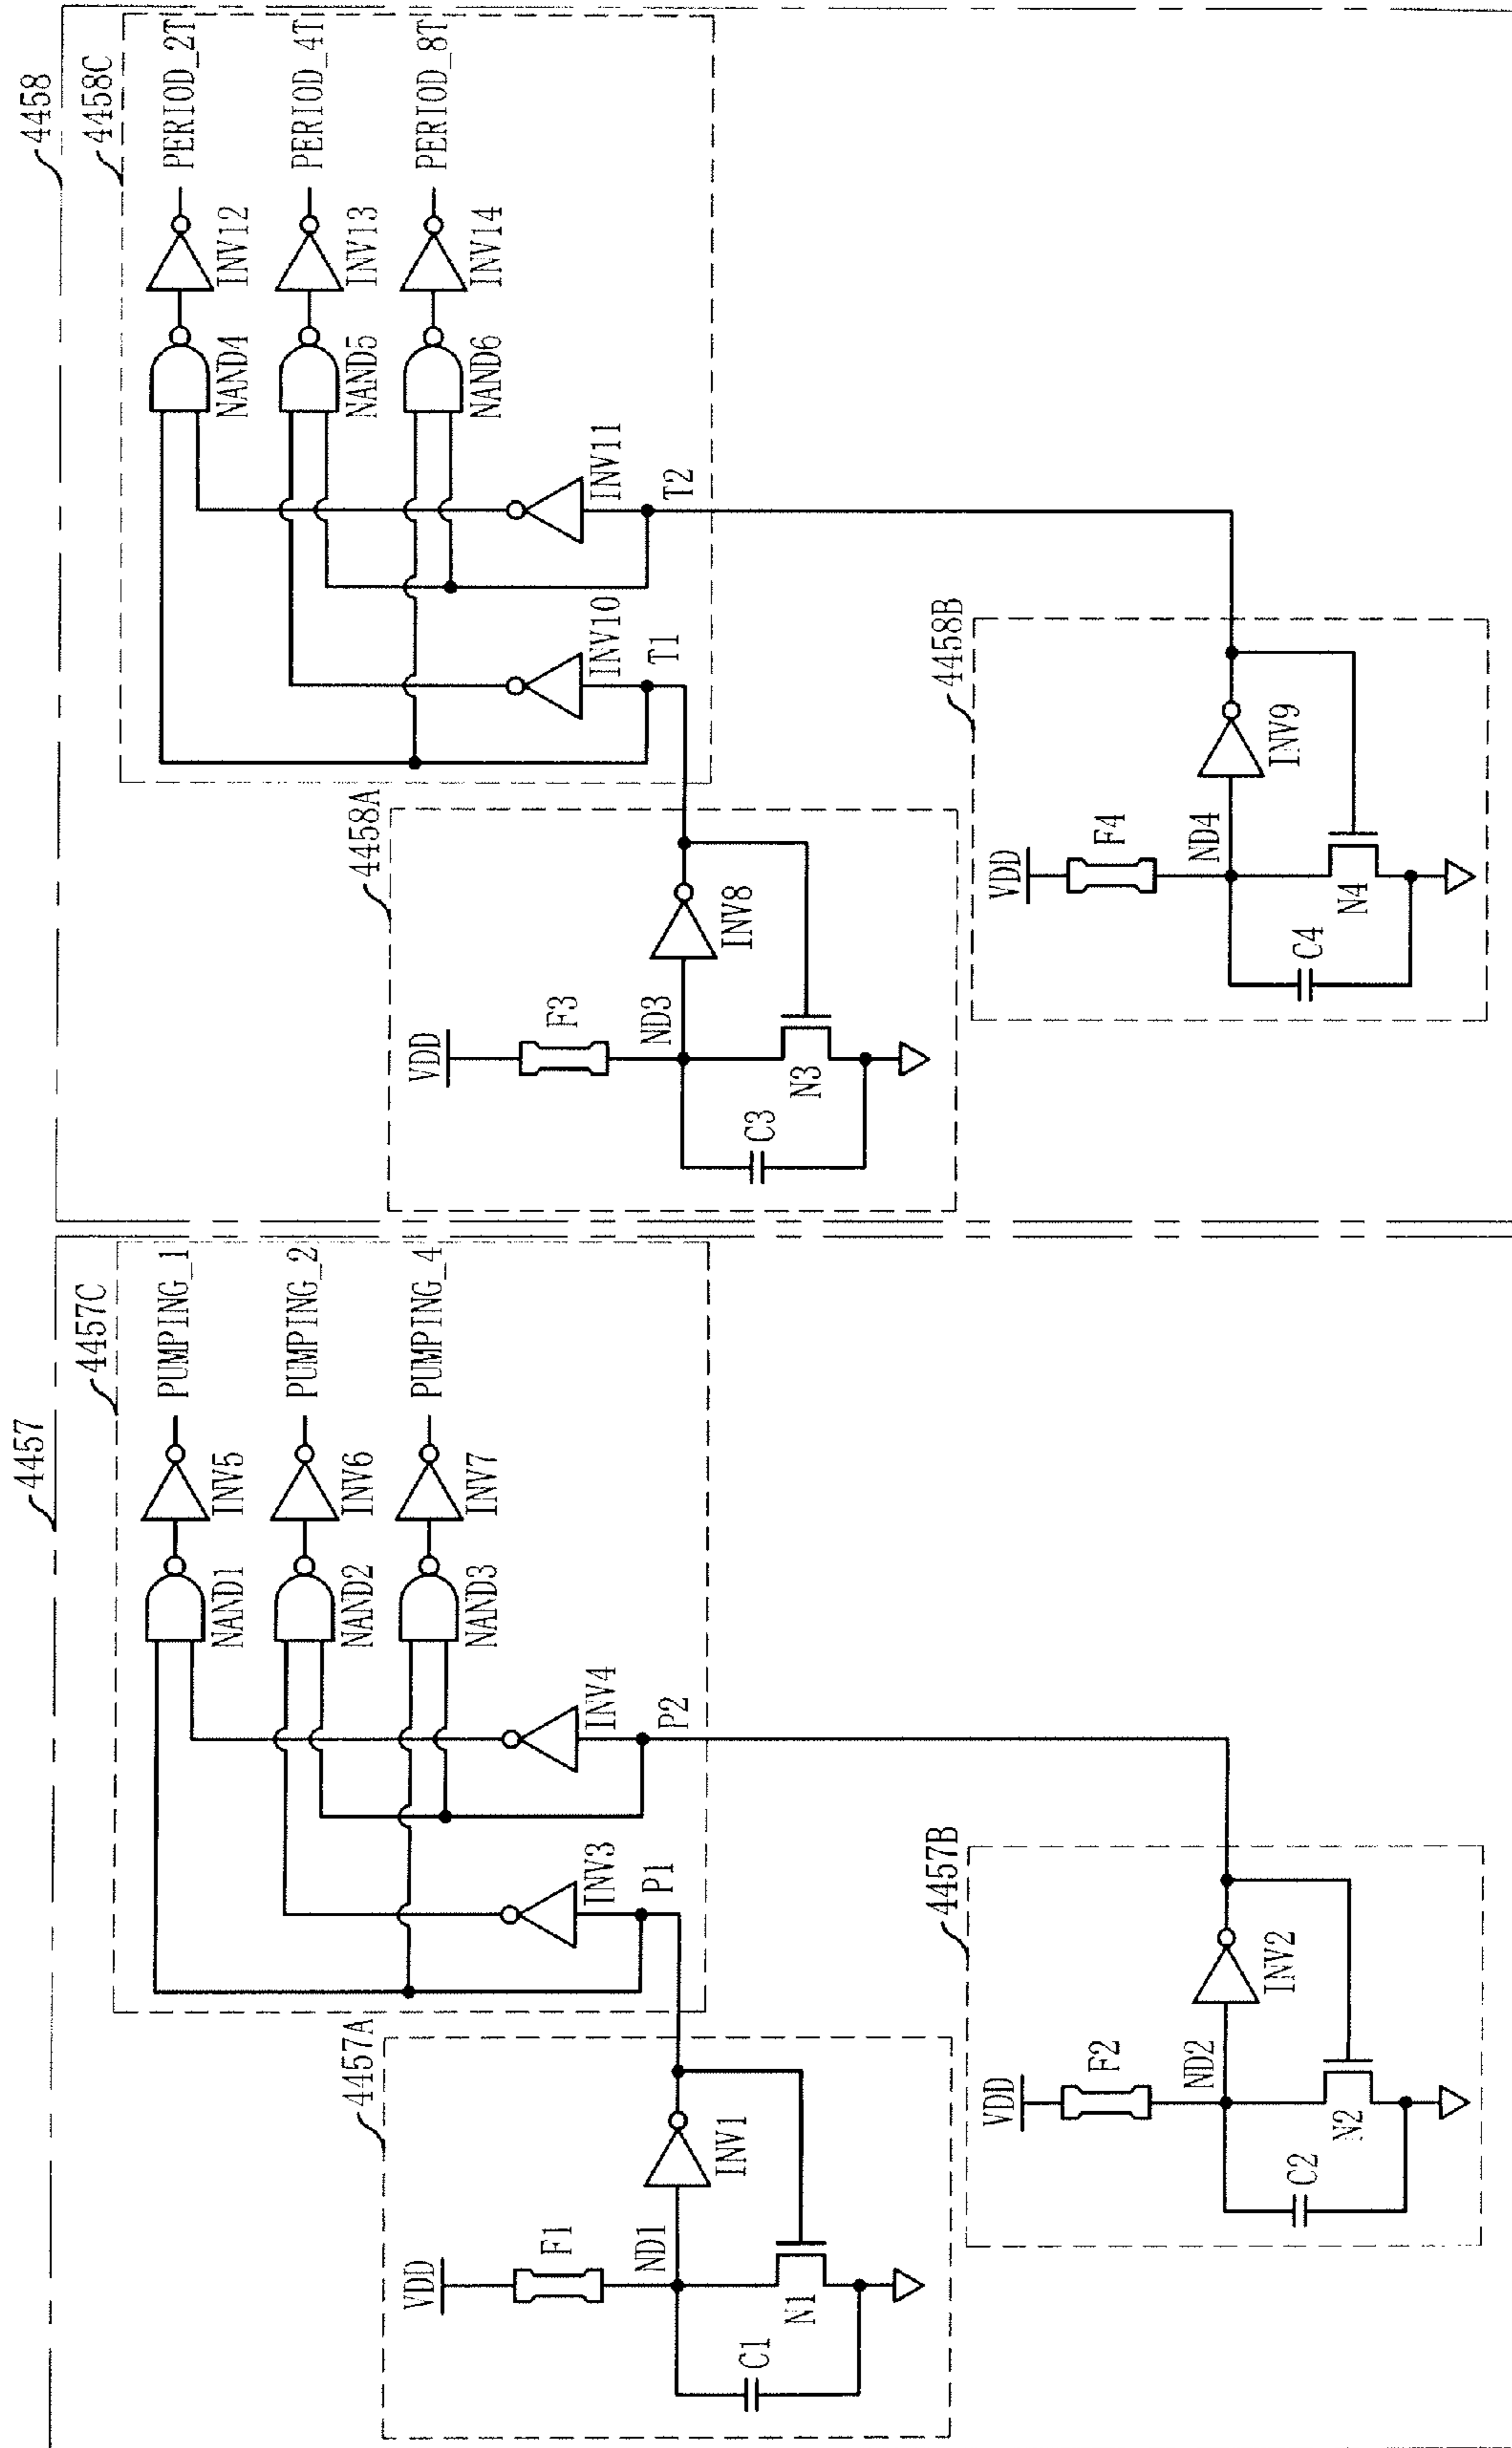 4457
4457C
PUMPING_1
PUMPING_2
PUMPING_4
INV5
INV6
INV7
NAND1
NAND2
NAND3
INV4
P2
INV3
P1
4457A
VDD
F1
ND1
INV1
N1
C1
4457B
VDD
F2
ND2
INV2
N2
C2
4458
4458C
PERIOD_2T
PERIOD_4T
PERIOD_8T
INV12
INV13
INV14
NAND4
NAND5
NAND6
INV11
T2
INV10
T1
4458A
VDD
F3
ND3
INV8
N3
C3
4458B
VDD
F4
ND4
INV9
N4
C4